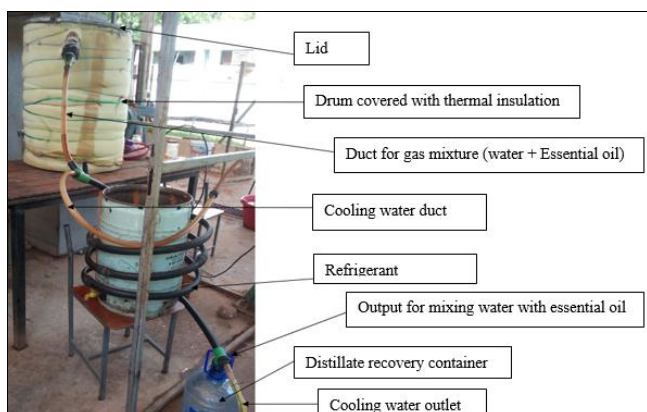 Lid
Drum covered with thermal insulation
Duct for gas mixture (water + Essential oil)
Cooling water duct
Refrigerant
Output for mixing water with essential oil
Distillate recovery container
Cooling water outlet